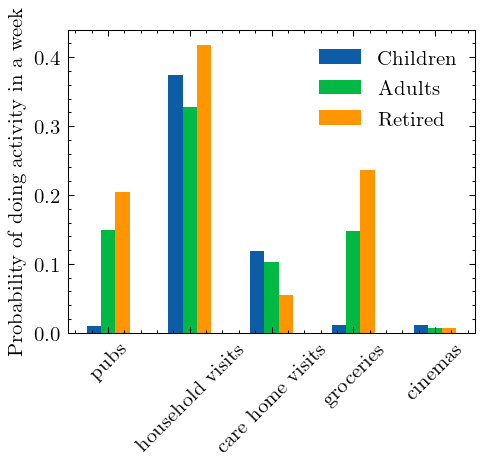 Probability of doing activity in a week
0.4
0.3
0.2
0.1
0.0
Children
Adults
Retired
pubs
household visits
care home visits
groceries
cinemas